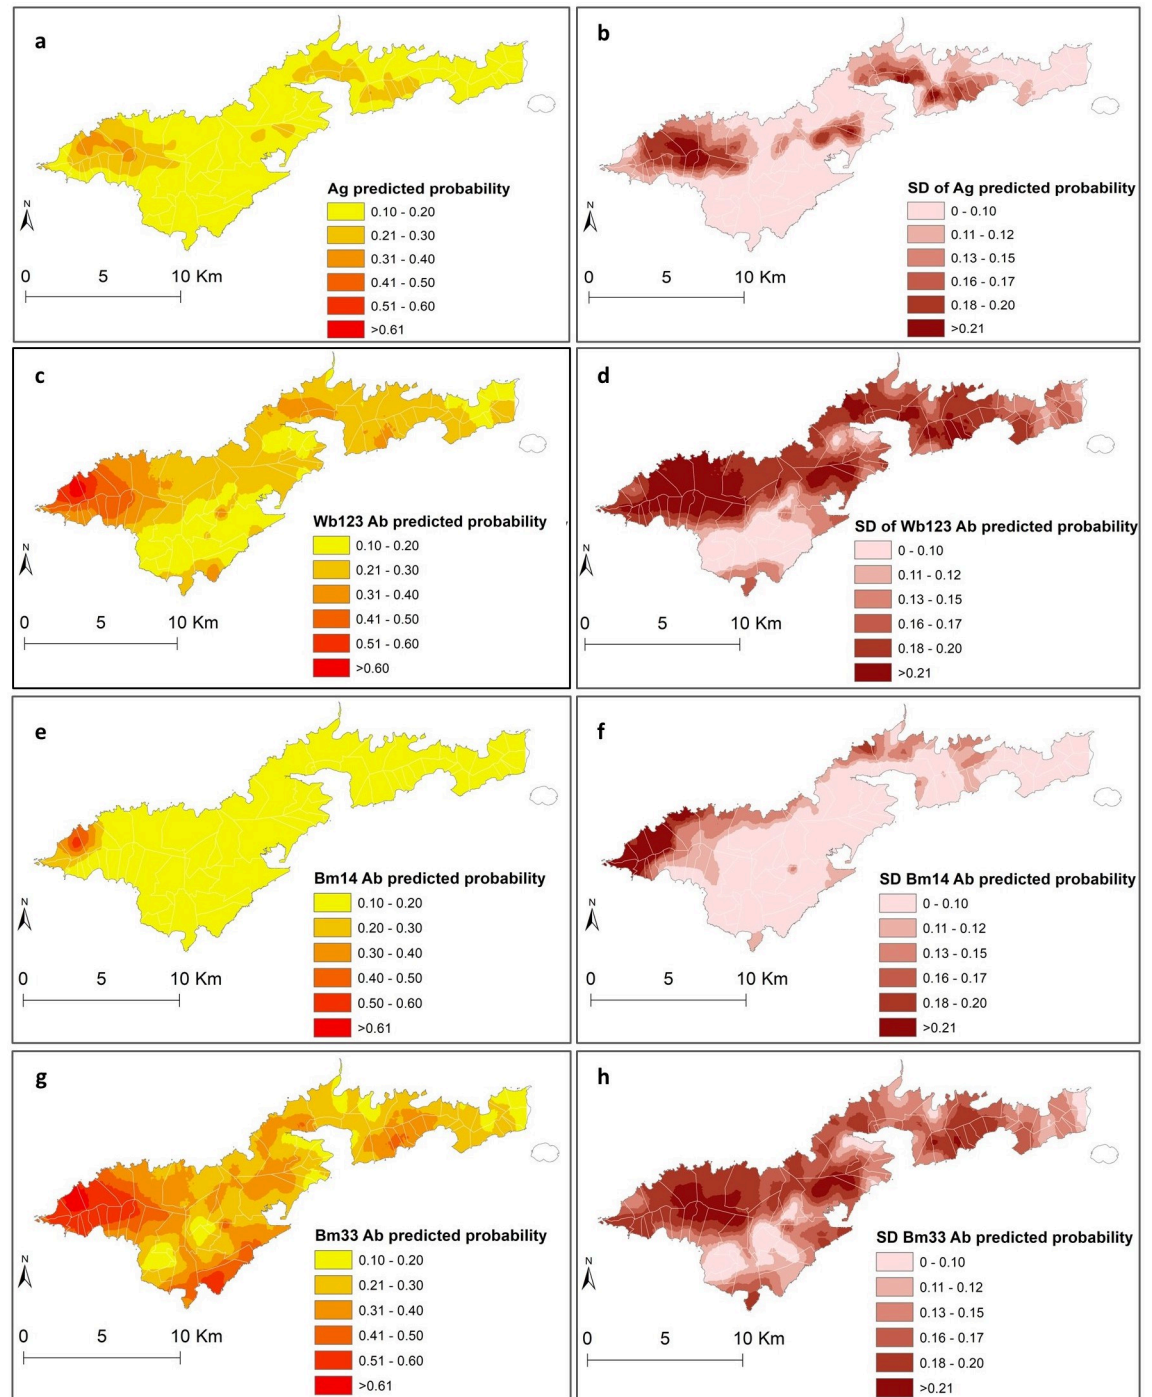 a
Ag predicted probability
0.10 - 0.20
0.21 - 0.30
0.31 - 0.40
0.41 - 0.50
0.51 - 0.60
>0.61
N
0 5 10 Km
b
SD of Ag predicted probability
0 - 0.10
0.11 - 0.12
0.13 - 0.15
0.16 - 0.17
0.18 - 0.20
>0.21
N
0 5 10 Km
c
Wb123 Ab predicted probability
0.10 - 0.20
0.21 - 0.30
0.31 - 0.40
0.41 - 0.50
0.51 - 0.60
>0.60
N
0 5 10 Km
d
SD of Wb123 Ab predicted probability
0 - 0.10
0.11 - 0.12
0.13 - 0.15
0.16 - 0.17
0.18 - 0.20
>0.21
N
0 5 10 Km
e
Bm14 Ab predicted probability
0.10 - 0.20
0.20 - 0.30
0.30 - 0.40
0.40 - 0.50
0.50 - 0.60
>0.61
N
0 5 10 Km
f
SD Bm14 Ab predicted probability
0 - 0.10
0.11 - 0.12
0.13 - 0.15
0.16 - 0.17
0.18 - 0.20
>0.21
N
0 5 10 Km
g
Bm33 Ab predicted probability
0.10 - 0.20
0.21 - 0.30
0.31 - 0.40
0.41 - 0.50
0.51 - 0.60
>0.61
N
0 5 10 Km
h
SD Bm33 Ab predicted probability
0 - 0.10
0.11 - 0.12
0.13 - 0.15
0.16 - 0.17
0.18 - 0.20
>0.21
N
0 5 10 Km